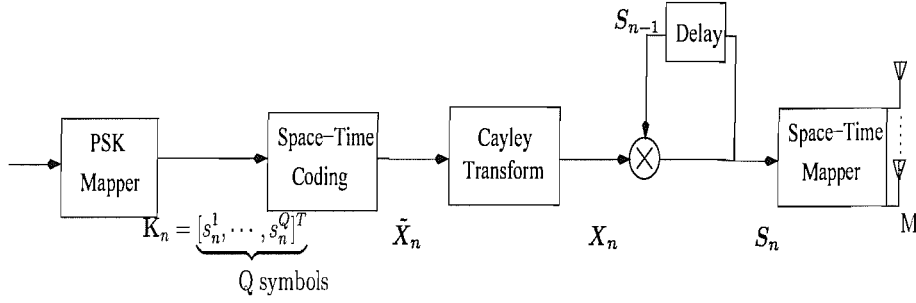 S_{n-1}
Delay
PSK
Mapper
Space-Time
Coding
Cayley
Transform
×
Space-Time
Mapper
K_n = [s_n^1, ⋯, s_n^Q]^T
Q symbols
X̃_n
X_n
S_n
M